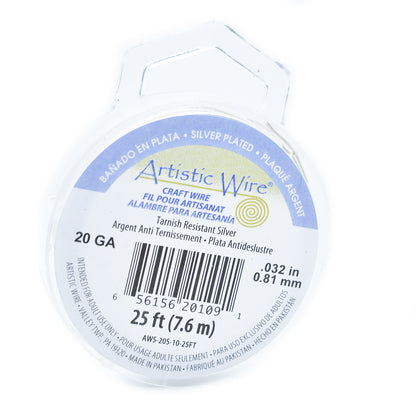 BAÑADO EN PLATA • SILVER PLATED • PLAQUÉ ARGENT
Artistic Wire®
CRAFT WIRE
FIL POUR ARTISANAT
ALAMBRE PARA ARTESANÍA
Tarnish Resistant Silver
Argent Anti Ternissement • Plata Antideslustre
20 GA
.032 in
0.81 mm
6 56156 20109 1
25 ft (7.6 m)
AWS-20S-10-25FT
INTENDED FOR ADULT USE ONLY • POUR USAGE ADULTE SEULEMENT • PARA USO EXCLUSIVO DE ADULTOS
ARTISTIC WIRE • VALLEY TWP, PA 19320 • MADE IN PAKISTAN • FABRIQUÉ AU PAKISTAN • HECHO EN PAKISTAN